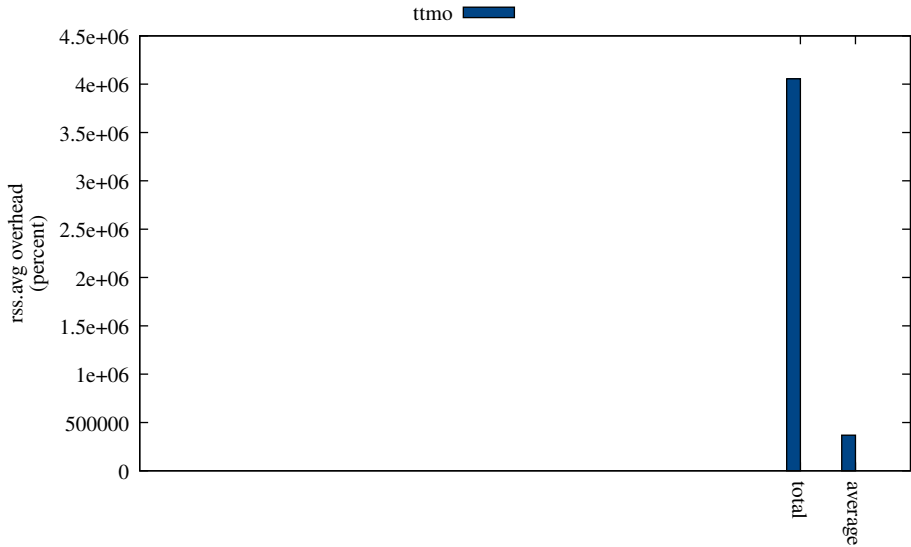 ttmo
4.5e+06
4e+06
3.5e+06
3e+06
2.5e+06
2e+06
1.5e+06
1e+06
500000
0
rss.avg overhead
(percent)
total
average